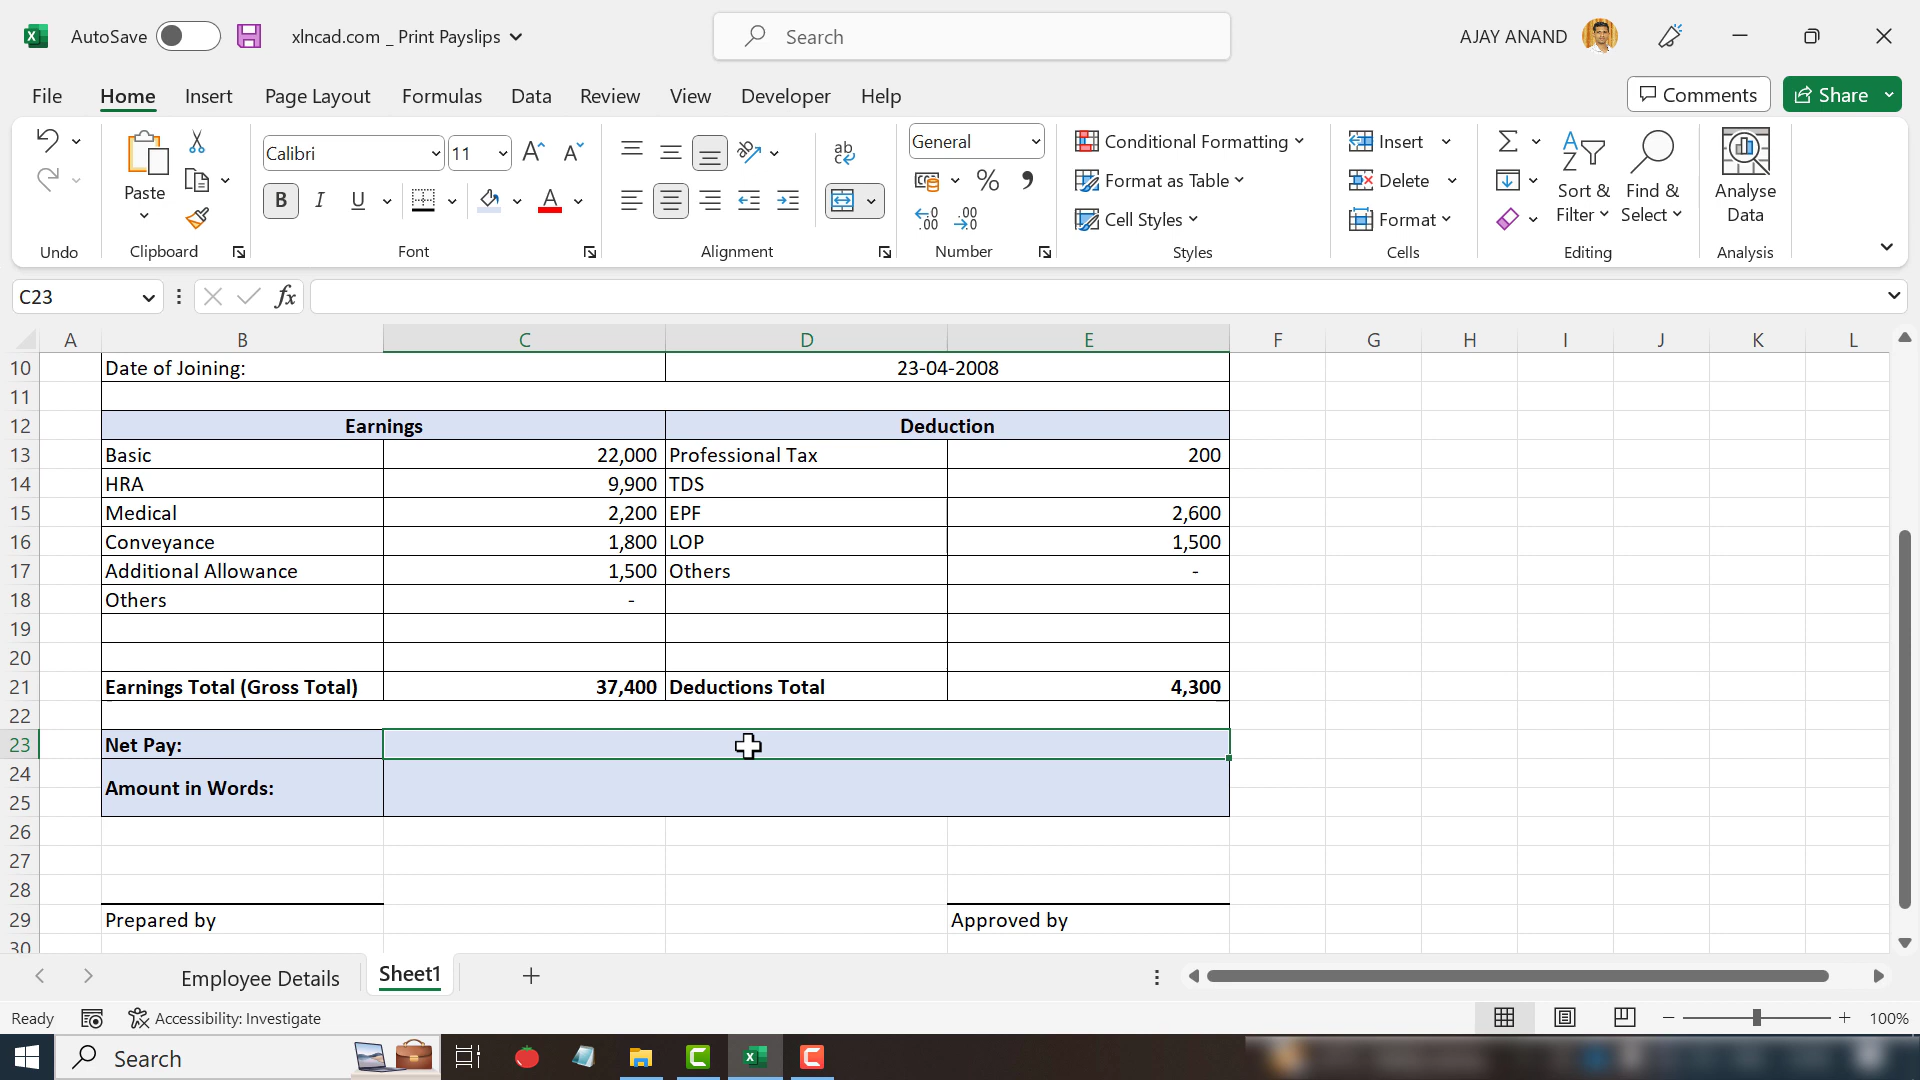 AutoSave
xlncad.com _ Print Payslips
Search
AJAY ANAND
File Home Insert Page Layout Formulas Data Review View Developer Help
Comments
Share
Paste
Calibri
11
B I U
ab
General
% 9
Conditional Formatting
Format as Table
Cell Styles
Insert
Delete
Format
Sort &
Filter
Find &
Select
Analyse
Data
Undo Clipboard Font Alignment Number Styles Cells Editing Analysis
C23
fx
A B C D E F G H I J K L
10 Date of Joining: 23-04-2008
11
12 Earnings Deduction
13 Basic 22,000 Professional Tax 200
14 HRA 9,900 TDS
15 Medical 2,200 EPF 2,600
16 Conveyance 1,800 LOP 1,500
17 Additional Allowance 1,500 Others -
18 Others -
19
20
21 Earnings Total (Gross Total) 37,400 Deductions Total 4,300
22
23 Net Pay:
24
Amount in Words:
25
26
27
28
29 Prepared by Approved by
30
Employee Details Sheet1
Ready
Accessibility: Investigate
100%
Search